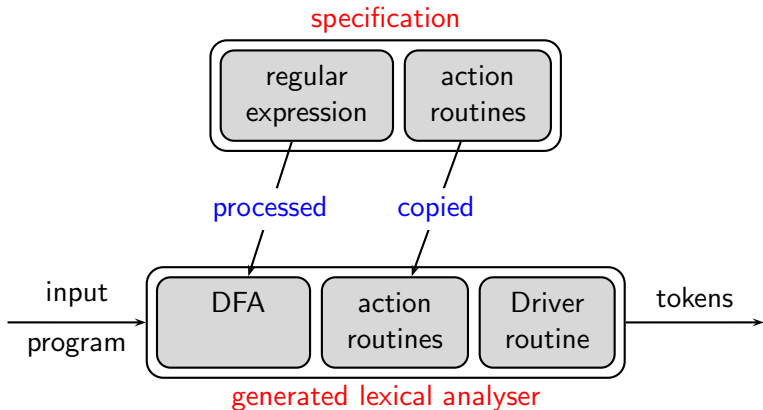 specification
regular
expression
action
routines
processed
copied
input
program
DFA
action
routines
Driver
routine
tokens
generated lexical analyser